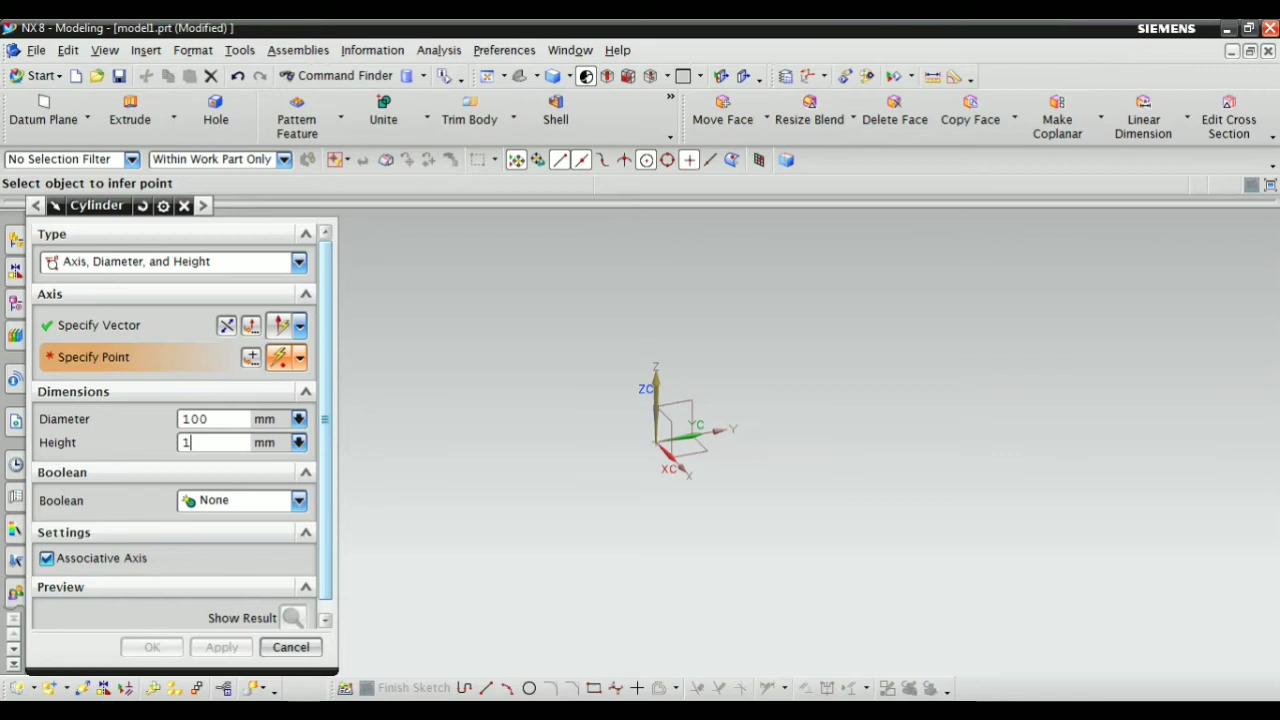 NX 8 - Modeling - [model1.prt (Modified) ]
SIEMENS
File Edit View Insert Format Tools Assemblies Information Analysis Preferences Window Help
Start Command Finder
Datum Plane Extrude Hole Pattern Feature Unite Trim Body Shell Move Face Resize Blend Delete Face Copy Face Make Coplanar Linear Dimension Edit Cross Section
No Selection Filter Within Work Part Only
Select object to infer point
Cylinder
Type
Axis, Diameter, and Height
Axis
Specify Vector
* Specify Point
Dimensions
Diameter 100 mm
Height 1 mm
Boolean
Boolean None
Settings
Associative Axis
Preview
Show Result
OK Apply Cancel
Z
ZC
YC
Y
XC
X
Finish Sketch